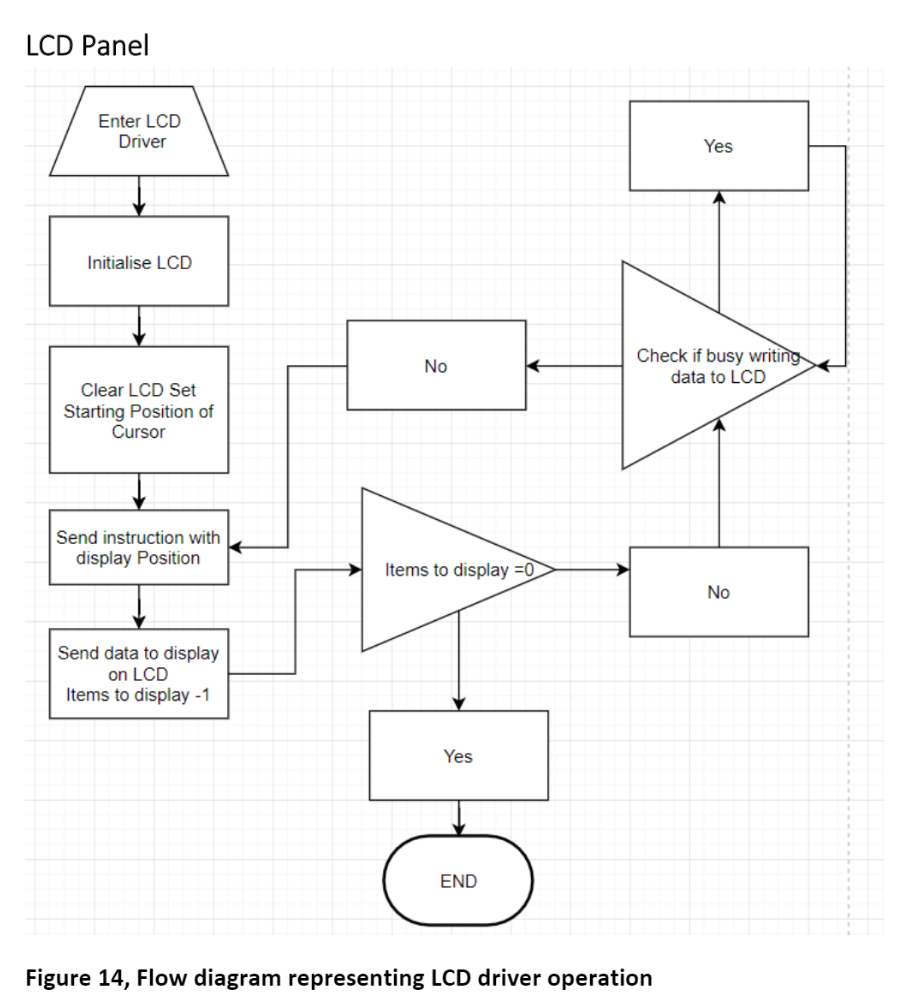 LCD Panel
Enter LCD
Driver
Initialise LCD
Clear LCD Set
Starting Position of
Cursor
Send instruction with
display Position
Send data to display
on LCD
Items to display -1
Items to display =0
Yes
END
No
Check if busy writing
data to LCD
Yes
No
Figure 14, Flow diagram representing LCD driver operation